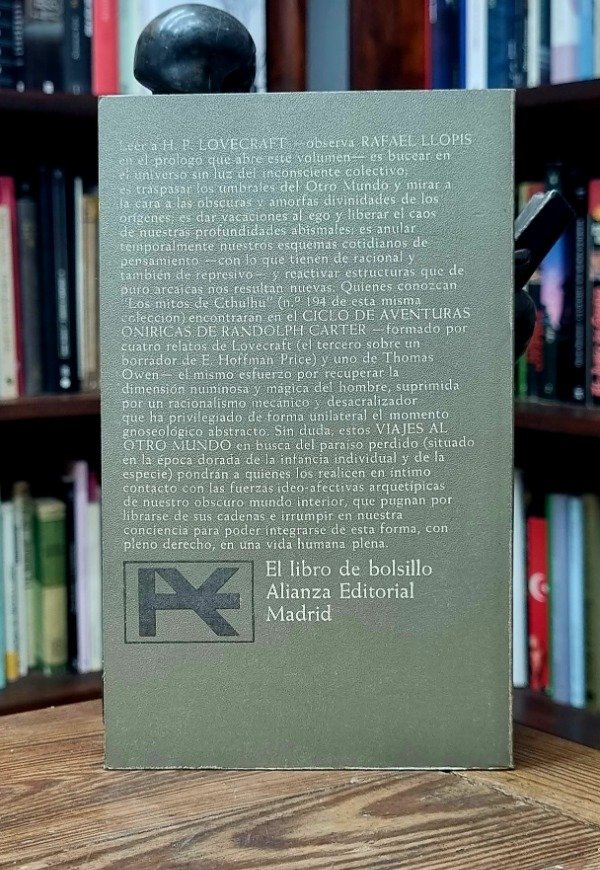 Leer a H. P. LOVECRAFT —observa RAFAEL LLOPIS
en el prólogo que abre este volumen— es bucear en
el universo sin luz del inconsciente colectivo;
es traspasar los umbrales del Otro Mundo y mirar a
la cara a las obscuras y amorfas divinidades de los
orígenes; es dar vacaciones al ego y liberar el caos
de nuestras profundidades abismales; es anular
temporalmente nuestros esquemas cotidianos de
pensamiento —con lo que tienen de racional y
también de represivo— y reactivar estructuras que de
puro arcaicas nos resultan nuevas. Quienes conozcan
"Los mitos de Cthulhu" (n.º 194 de esta misma
colección) encontrarán en el CICLO DE AVENTURAS
ONIRICAS DE RANDOLPH CARTER —formado por
cuatro relatos de Lovecraft (el tercero sobre un
borrador de E. Hoffman Price) y uno de Thomas
Owen— el mismo esfuerzo por recuperar la
dimensión numinosa y mágica del hombre, suprimida
por un racionalismo mecánico y desacralizador
que ha privilegiado de forma unilateral el momento
gnoseológico abstracto. Sin duda, estos VIAJES AL
OTRO MUNDO en busca del paraíso perdido (situado
en la época dorada de la infancia individual y de la
especie) pondrán a quienes los realicen en íntimo
contacto con las fuerzas ideo-afectivas arquetípicas
de nuestro obscuro mundo interior, que pugnan por
librarse de sus cadenas e irrumpir en nuestra
conciencia para poder integrarse de esta forma, con
pleno derecho, en una vida humana plena.
El libro de bolsillo
Alianza Editorial
Madrid